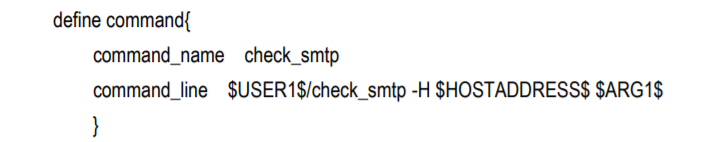 define command{
command_name check_smtp
command_line $USER1$/check_smtp -H $HOSTADDRESS$ $ARG1$
}